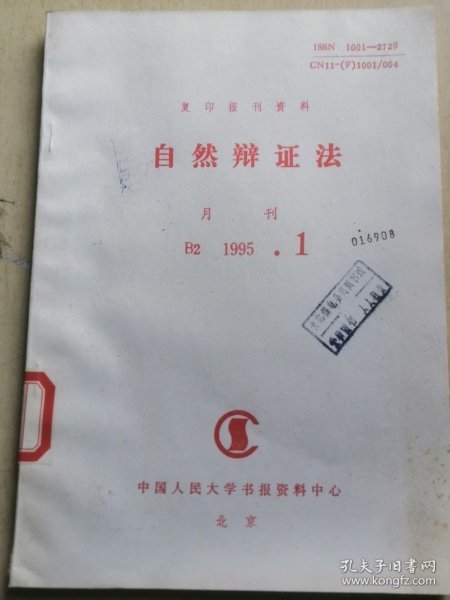 ISSN 1001—2729
CN11-(F)1001/004
复印报刊资料
自然辩证法
月刊
B2 1995 .1
016908
中国人民大学书报资料中心
北京
孔夫子旧书网
www.kongfz.com